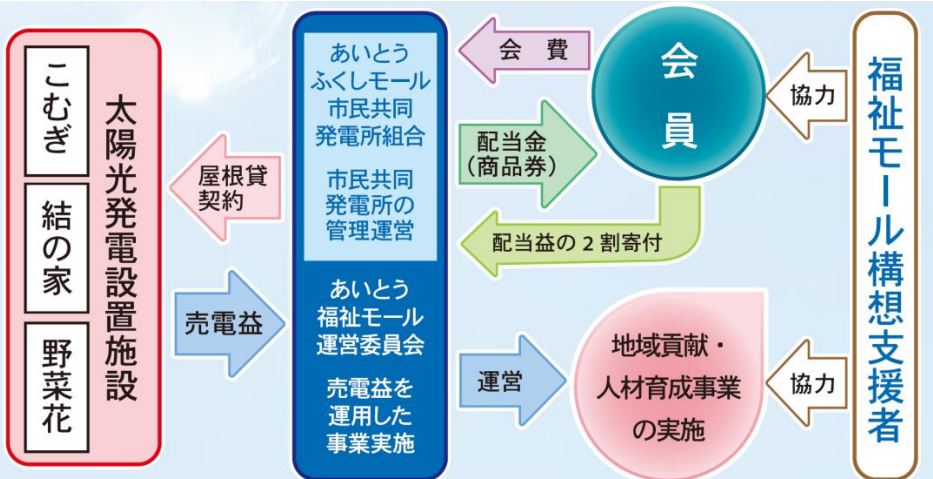 太陽光発電設置施設
こむぎ
結の家
野菜花
屋根貸
契約
売電益
あいとう
ふくしモール
市民共同
発電所組合
市民共同
発電所の
管理運営
あいとう
福祉モール
運営委員会
売電益を
運用した
事業実施
会費
配当金
(商品券)
配当益の2割寄付
運営
会員
地域貢献・
人材育成事業
の実施
協力
協力
福祉モール構想支援者